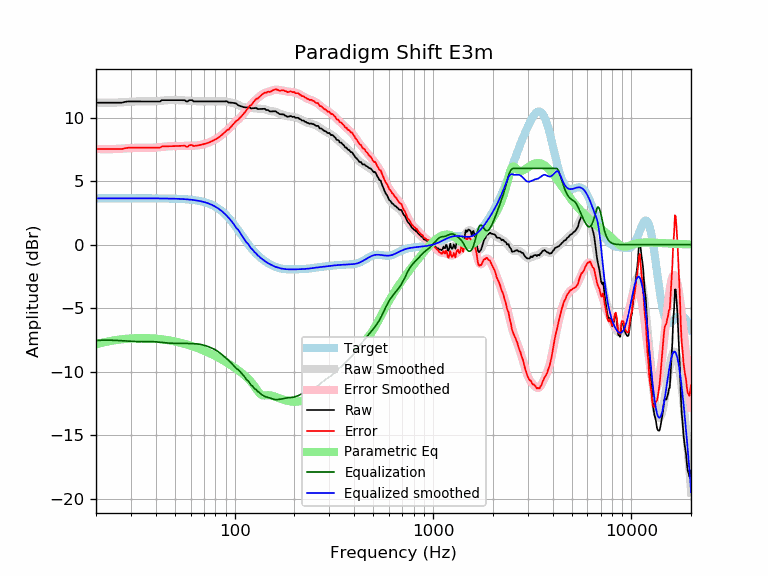 Paradigm Shift E3m
Amplitude (dBr)
10
5
0
−5
−10
−15
−20
100
1000
10000
Frequency (Hz)
Target
Raw Smoothed
Error Smoothed
Raw
Error
Parametric Eq
Equalization
Equalized smoothed